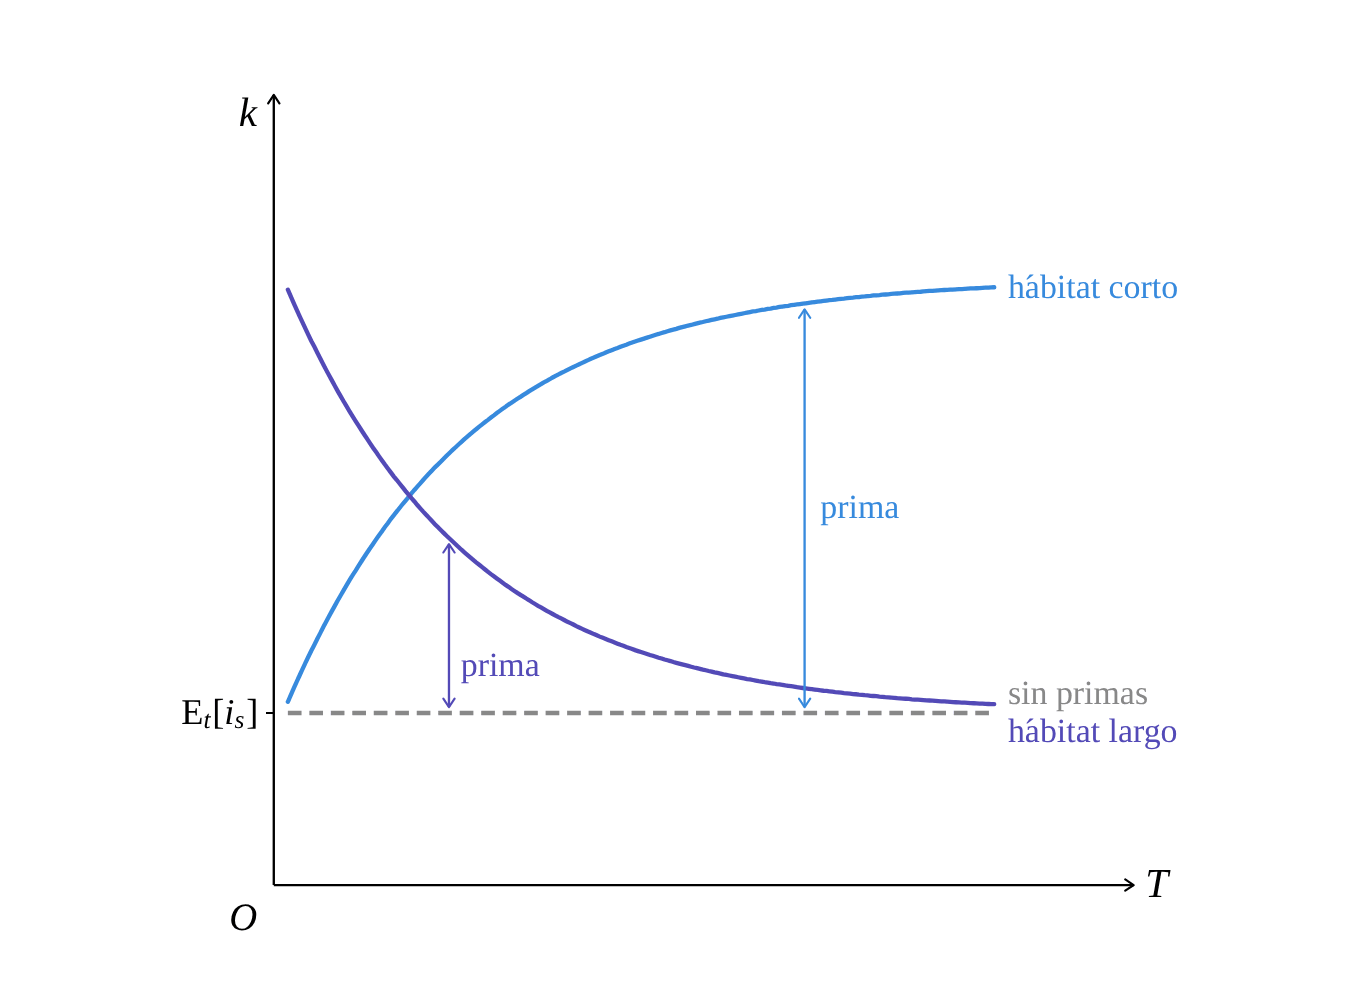 k
hábitat corto
prima
prima
sin primas
E_t[i_s]
hábitat largo
T
O